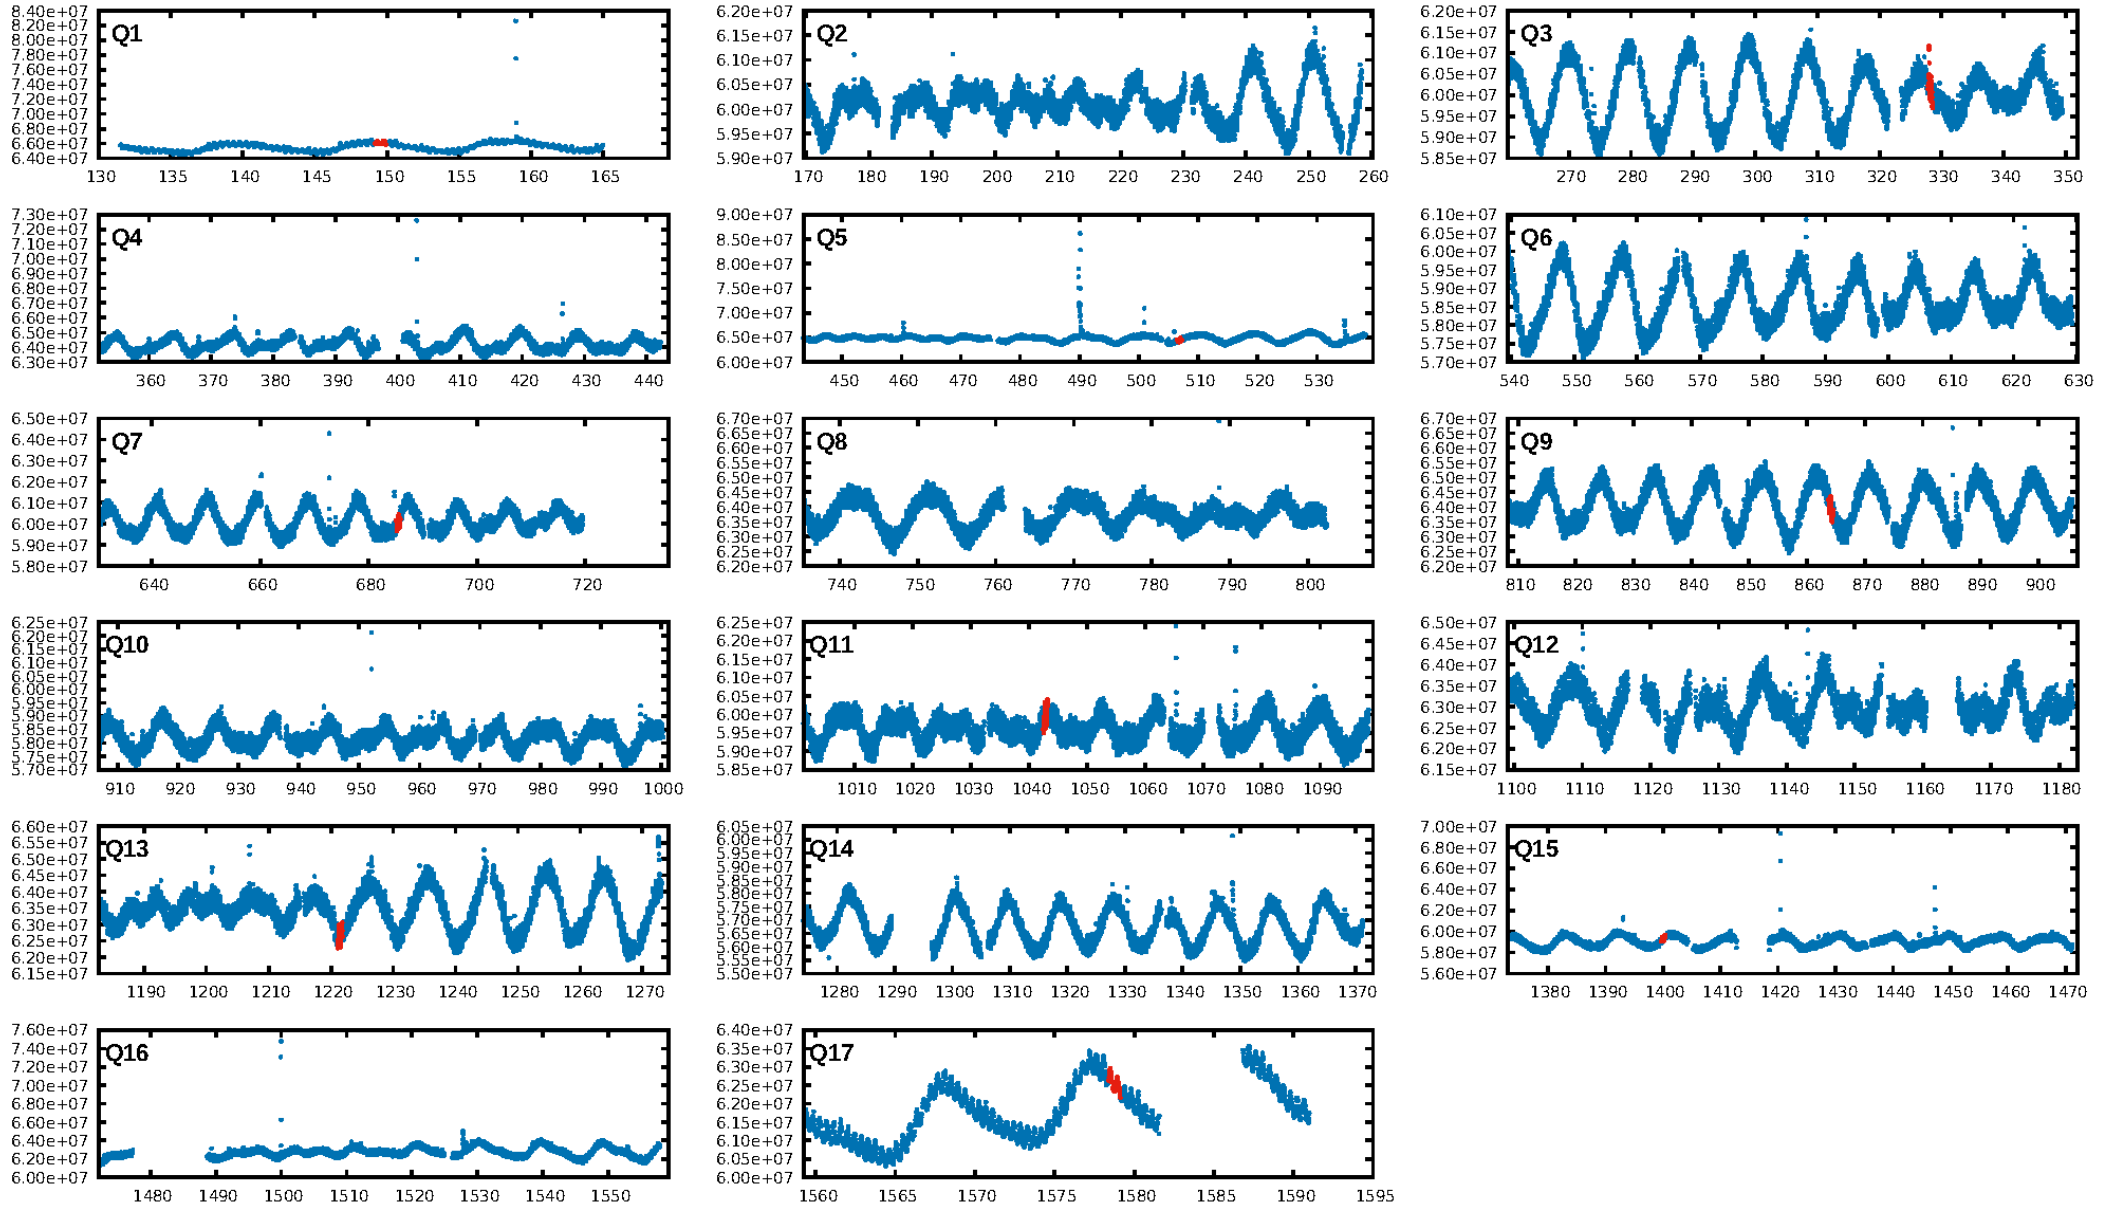 Q1
8.40e+07
8.20e+07
8.00e+07
7.80e+07
7.60e+07
7.40e+07
7.20e+07
7.00e+07
6.80e+07
6.60e+07
6.40e+07
130 135 140 145 150 155 160 165
Q2
6.20e+07
6.15e+07
6.10e+07
6.05e+07
6.00e+07
5.95e+07
5.90e+07
170 180 190 200 210 220 230 240 250 260
Q3
6.20e+07
6.15e+07
6.10e+07
6.05e+07
6.00e+07
5.95e+07
5.90e+07
5.85e+07
270 280 290 300 310 320 330 340 350
Q4
7.30e+07
7.20e+07
7.10e+07
7.00e+07
6.90e+07
6.80e+07
6.70e+07
6.60e+07
6.50e+07
6.40e+07
6.30e+07
360 370 380 390 400 410 420 430 440
Q5
9.00e+07
8.50e+07
8.00e+07
7.50e+07
7.00e+07
6.50e+07
6.00e+07
450 460 470 480 490 500 510 520 530
Q6
6.10e+07
6.05e+07
6.00e+07
5.95e+07
5.90e+07
5.85e+07
5.80e+07
5.75e+07
5.70e+07
540 550 560 570 580 590 600 610 620 630
Q7
6.50e+07
6.40e+07
6.30e+07
6.20e+07
6.10e+07
6.00e+07
5.90e+07
5.80e+07
640 660 680 700 720
Q8
6.70e+07
6.65e+07
6.60e+07
6.55e+07
6.50e+07
6.45e+07
6.40e+07
6.35e+07
6.30e+07
6.25e+07
6.20e+07
740 750 760 770 780 790 800
Q9
6.70e+07
6.65e+07
6.60e+07
6.55e+07
6.50e+07
6.45e+07
6.40e+07
6.35e+07
6.30e+07
6.25e+07
6.20e+07
810 820 830 840 850 860 870 880 890 900
Q10
6.25e+07
6.20e+07
6.15e+07
6.10e+07
6.05e+07
6.00e+07
5.95e+07
5.90e+07
5.85e+07
5.80e+07
5.75e+07
5.70e+07
910 920 930 940 950 960 970 980 990 1000
Q11
6.25e+07
6.20e+07
6.15e+07
6.10e+07
6.05e+07
6.00e+07
5.95e+07
5.90e+07
5.85e+07
1010 1020 1030 1040 1050 1060 1070 1080 1090
Q12
6.50e+07
6.45e+07
6.40e+07
6.35e+07
6.30e+07
6.25e+07
6.20e+07
6.15e+07
1100 1110 1120 1130 1140 1150 1160 1170 1180
Q13
6.60e+07
6.55e+07
6.50e+07
6.45e+07
6.40e+07
6.35e+07
6.30e+07
6.25e+07
6.20e+07
6.15e+07
1190 1200 1210 1220 1230 1240 1250 1260 1270
Q14
6.05e+07
6.00e+07
5.95e+07
5.90e+07
5.85e+07
5.80e+07
5.75e+07
5.70e+07
5.65e+07
5.60e+07
5.55e+07
5.50e+07
1280 1290 1300 1310 1320 1330 1340 1350 1360 1370
Q15
7.00e+07
6.80e+07
6.60e+07
6.40e+07
6.20e+07
6.00e+07
5.80e+07
5.60e+07
1380 1390 1400 1410 1420 1430 1440 1450 1460 1470
Q16
7.60e+07
7.40e+07
7.20e+07
7.00e+07
6.80e+07
6.60e+07
6.40e+07
6.20e+07
6.00e+07
1480 1490 1500 1510 1520 1530 1540 1550
Q17
6.40e+07
6.35e+07
6.30e+07
6.25e+07
6.20e+07
6.15e+07
6.10e+07
6.05e+07
6.00e+07
1560 1565 1570 1575 1580 1585 1590 1595